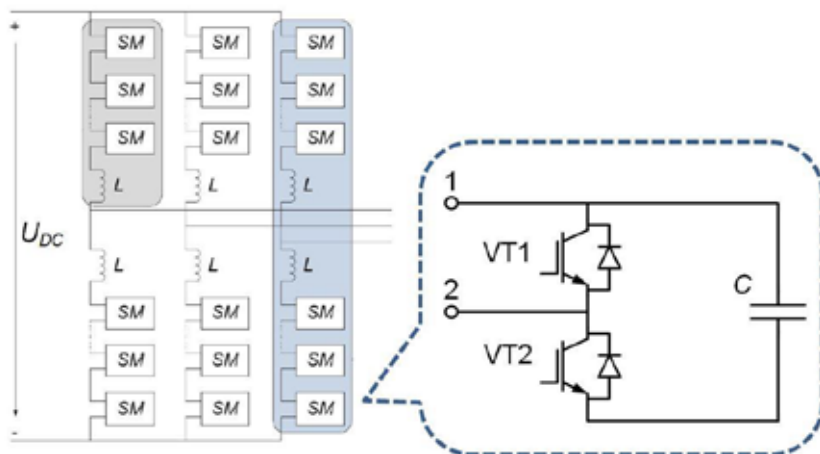 +
SM SM SM
SM SM SM
SM SM SM
L L L
U_DC
L L L
SM SM SM
SM SM SM
SM SM SM
-
1
VT1
2
C
VT2